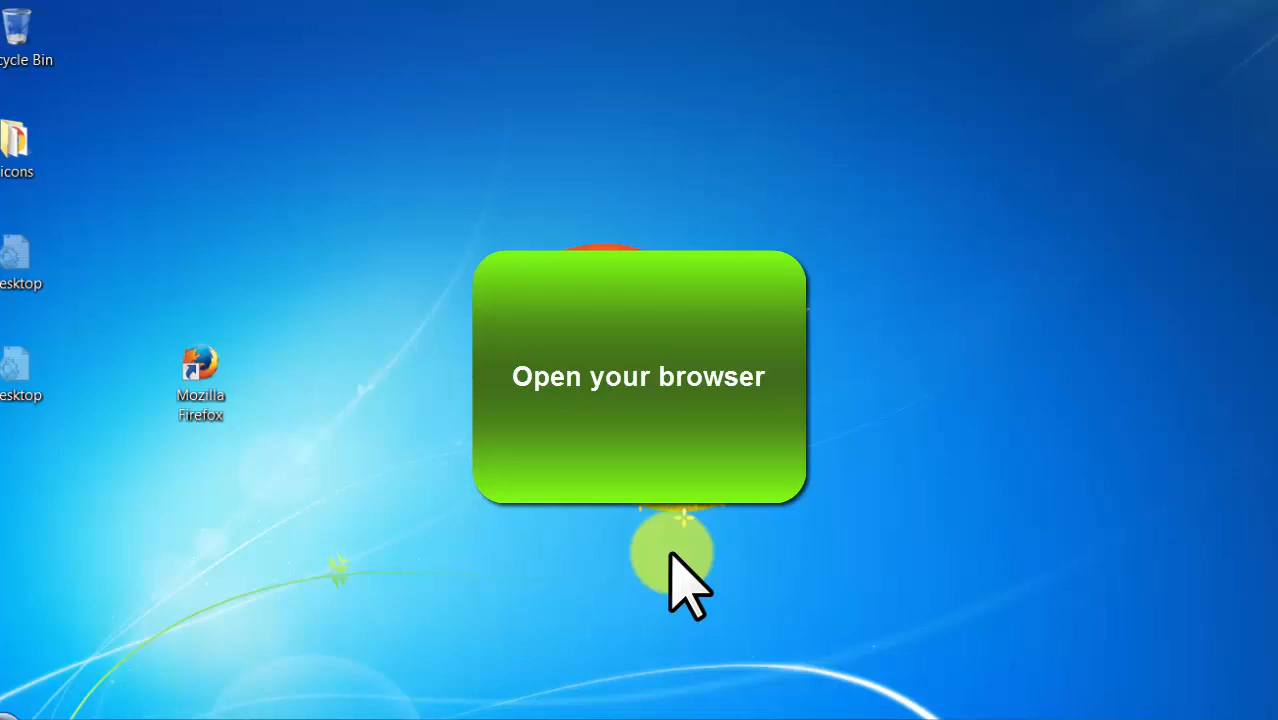 cycle Bin
icons
esktop
esktop
Mozilla
Firefox
Open your browser